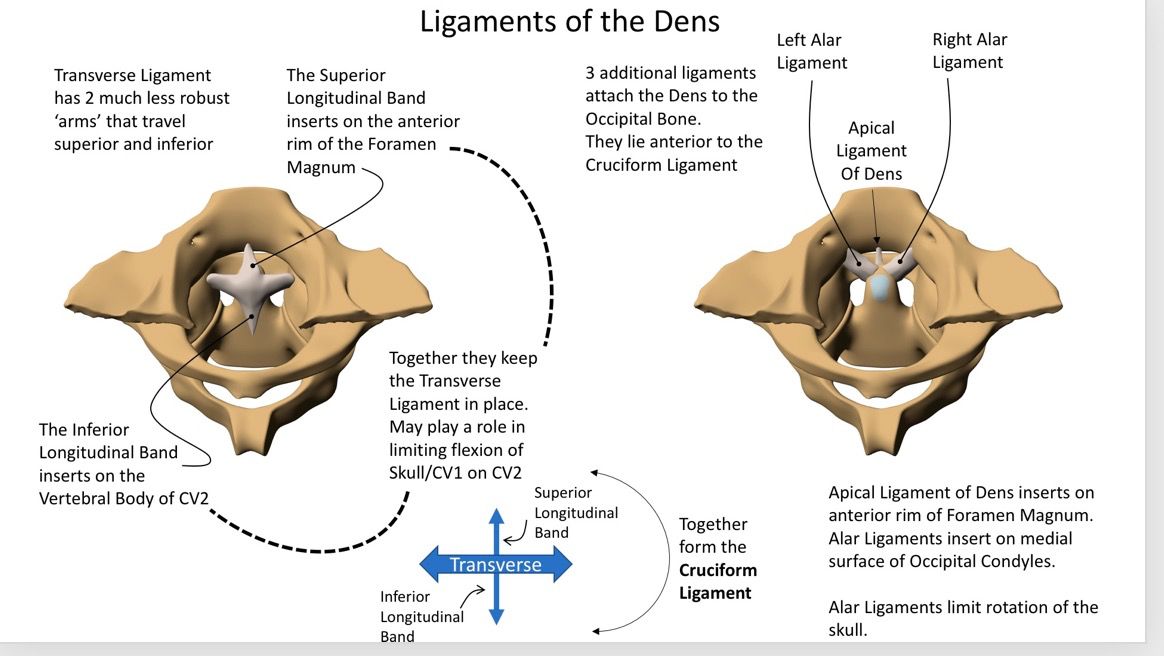 Ligaments of the Dens
Transverse Ligament
has 2 much less robust
‘arms’ that travel
superior and inferior
The Superior
Longitudinal Band
inserts on the anterior
rim of the Foramen
Magnum
3 additional ligaments
attach the Dens to the
Occipital Bone.
They lie anterior to the
Cruciform Ligament
Left Alar
Ligament
Right Alar
Ligament
Apical
Ligament
Of Dens
Together they keep
the Transverse
Ligament in place.
May play a role in
limiting flexion of
Skull/CV1 on CV2
The Inferior
Longitudinal Band
inserts on the
Vertebral Body of CV2
Superior
Longitudinal
Band
Transverse
Inferior
Longitudinal
Band
Together
form the
Cruciform
Ligament
Apical Ligament of Dens inserts on
anterior rim of Foramen Magnum.
Alar Ligaments insert on medial
surface of Occipital Condyles.
Alar Ligaments limit rotation of the
skull.